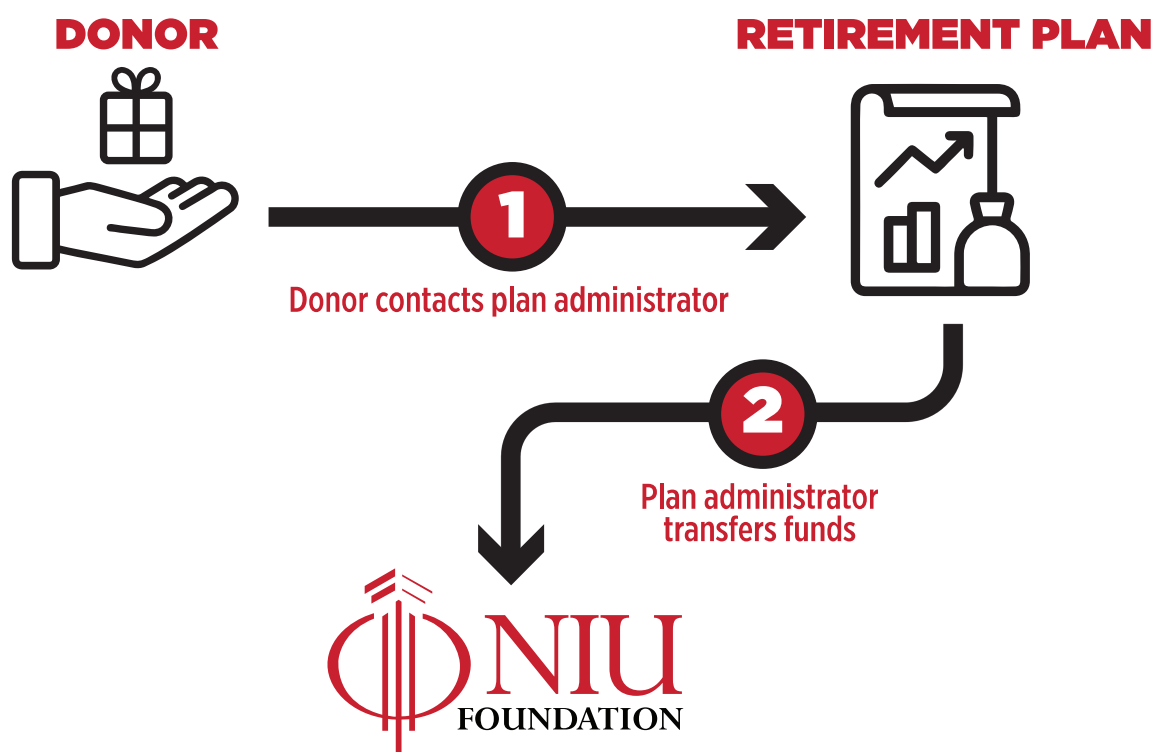 DONOR
RETIREMENT PLAN
1
Donor contacts plan administrator
2
Plan administrator
transfers funds
NIU
FOUNDATION